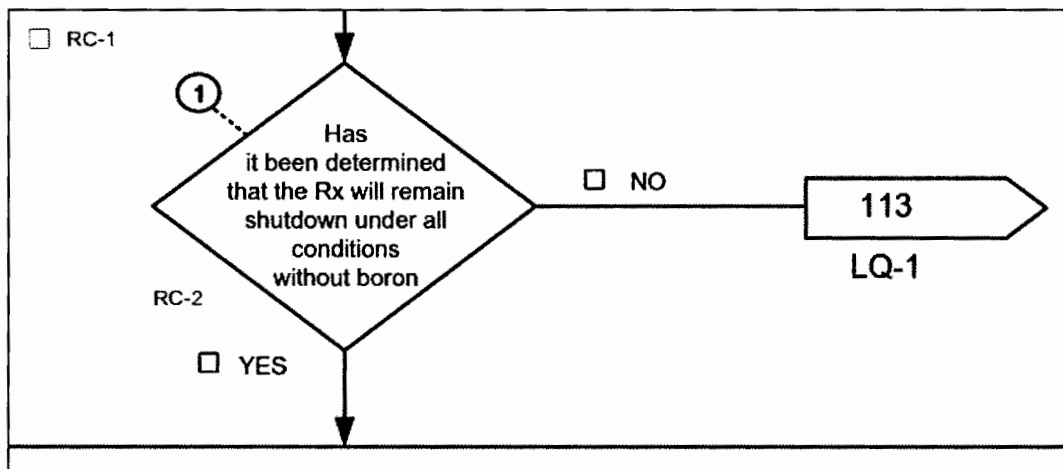 RC-1
1
Has
it been determined
that the Rx will remain
shutdown under all
conditions
without boron
NO
113
LQ-1
RC-2
YES